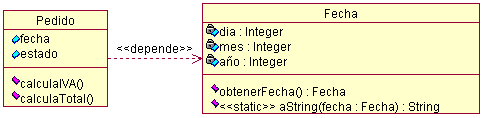 Pedido
fecha
estado
calculaIVA()
calculaTotal()
<<depende>>
Fecha
dia : Integer
mes : Integer
año : Integer
obtenerFecha() : Fecha
<<static>> aString(fecha : Fecha) : String